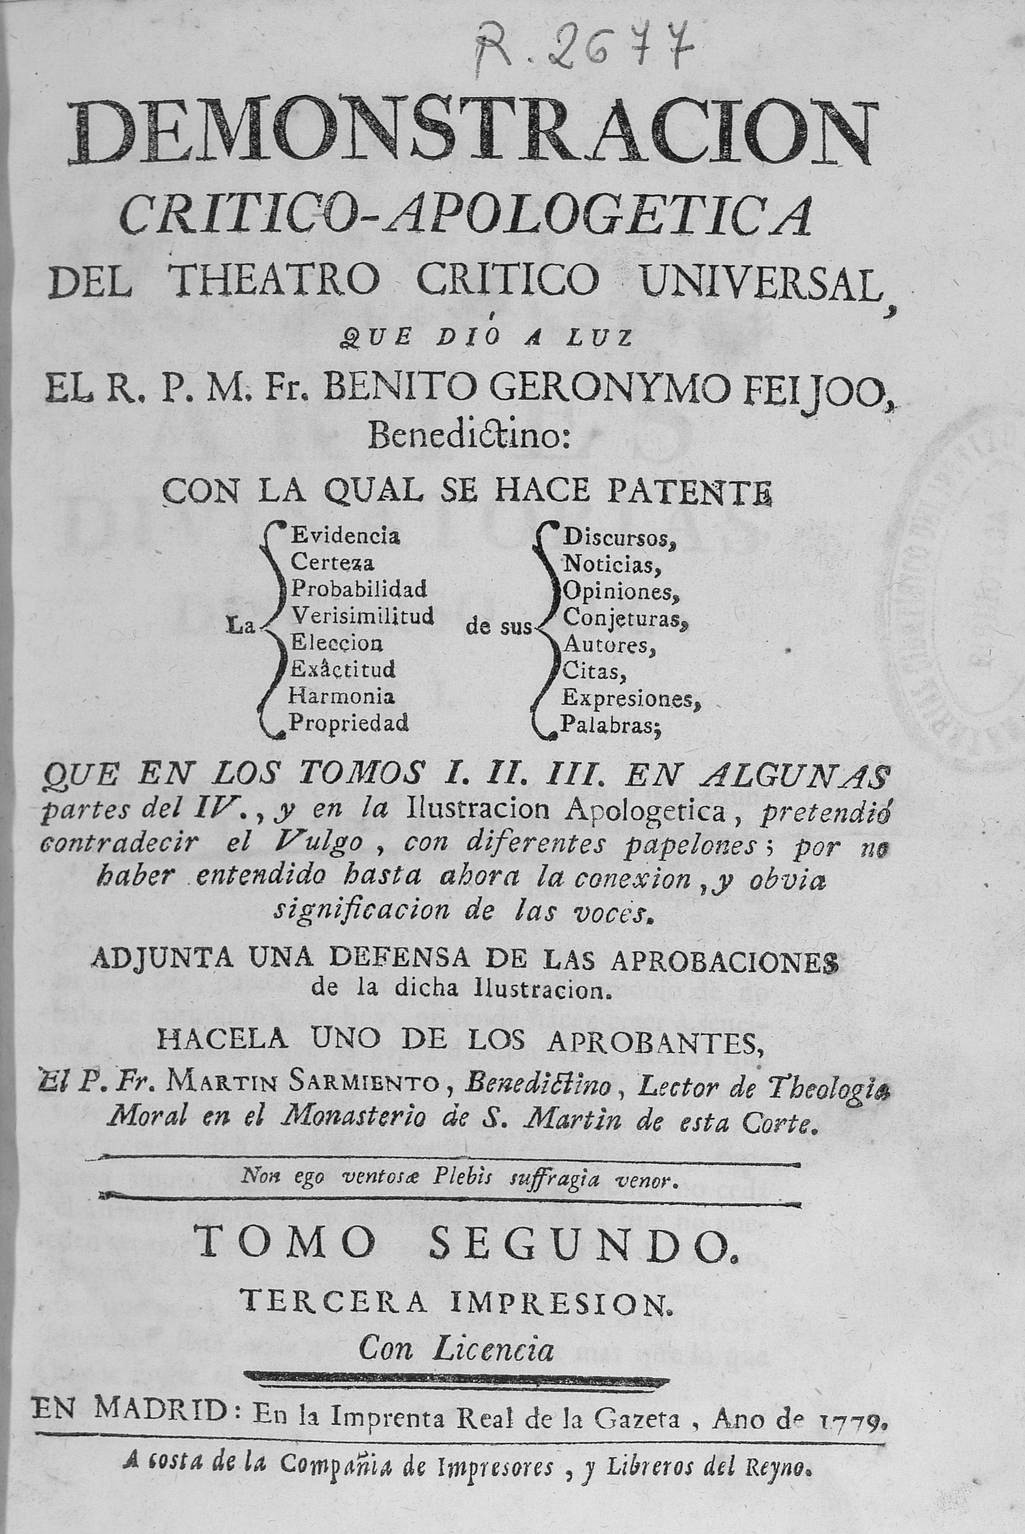 R. 2677
DEMONSTRACION
CRITICO-APOLOGETICA
DEL THEATRO CRITICO UNIVERSAL,
QUE DIÓ A LUZ
EL R. P. M. Fr. BENITO GERONYMO FEIJOO,
Benedictino:
CON LA QUAL SE HACE PATENTE
La
Evidencia
Certeza
Probabilidad
Verisimilitud
Eleccion
Exâctitud
Harmonia
Propriedad
de sus
Discursos,
Noticias,
Opiniones,
Conjeturas,
Autores,
Citas,
Expresiones,
Palabras;
QUE EN LOS TOMOS I. II. III. EN ALGUNAS
partes del IV., y en la Ilustracion Apologetica, pretendió
contradecir el Vulgo, con diferentes papelones; por no
haber entendido hasta ahora la conexion, y obvia
significacion de las voces.
ADJUNTA UNA DEFENSA DE LAS APROBACIONES
de la dicha Ilustracion.
HACELA UNO DE LOS APROBANTES,
El P. Fr. MARTIN SARMIENTO, Benedictino, Lector de Theologia
Moral en el Monasterio de S. Martin de esta Corte.
Non ego ventosæ Plebis suffragia venor.
TOMO SEGUNDO.
TERCERA IMPRESION.
Con Licencia
EN MADRID: En la Imprenta Real de la Gazeta, Ano de 1779.
A costa de la Compañia de Impresores, y Libreros del Reyno.